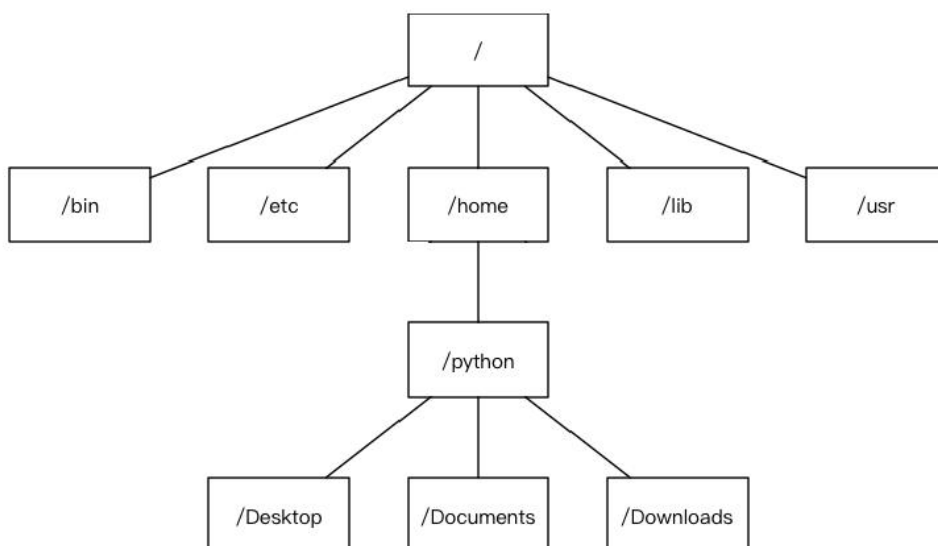 /
/bin
/etc
/home
/lib
/usr
/python
/Desktop
/Documents
/Downloads